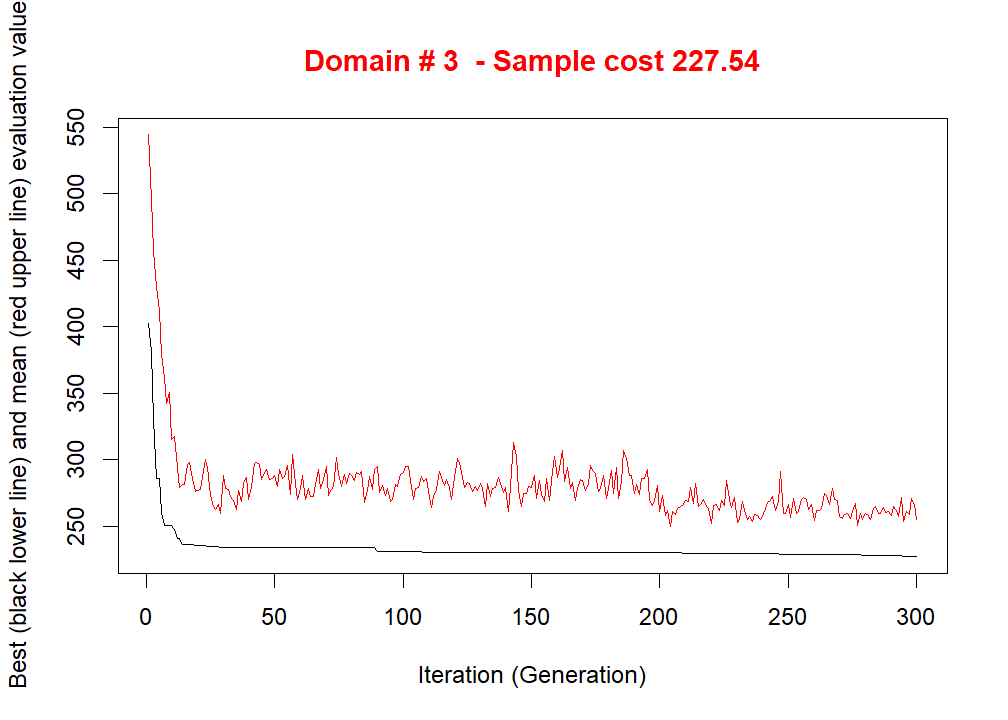 Domain # 3  - Sample cost 227.54
Best (black lower line) and mean (red upper line) evaluation value
550
500
450
400
350
300
250
0 50 100 150 200 250 300
Iteration (Generation)